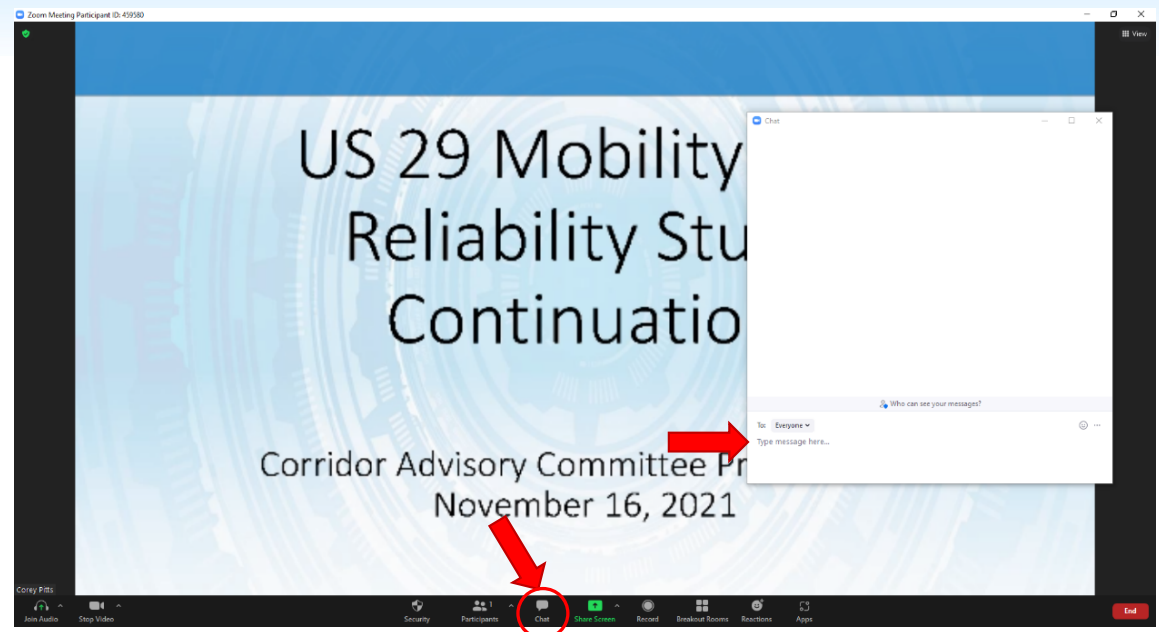 Zoom Meeting Participant ID: 459580
View
US 29 Mobility
Reliability Stu
Continuatio
Corridor Advisory Committee Pr
November 16, 2021
Chat
Who can see your messages?
To: Everyone
Type message here...
Corey Pitts
Join Audio
Stop Video
Security
1
Participants
Chat
Share Screen
Record
Breakout Rooms
Reactions
Apps
End